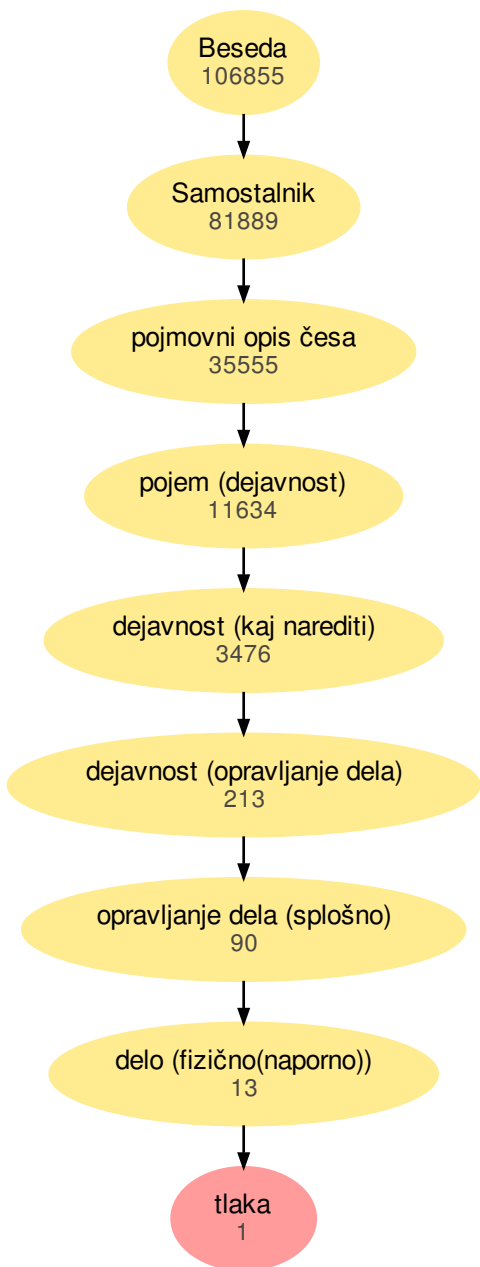 Beseda
106855
Samostalnik
81889
pojmovni opis česa
35555
pojem (dejavnost)
11634
dejavnost (kaj narediti)
3476
dejavnost (opravljanje dela)
213
opravljanje dela (splošno)
90
delo (fizično(naporno))
13
tlaka
1